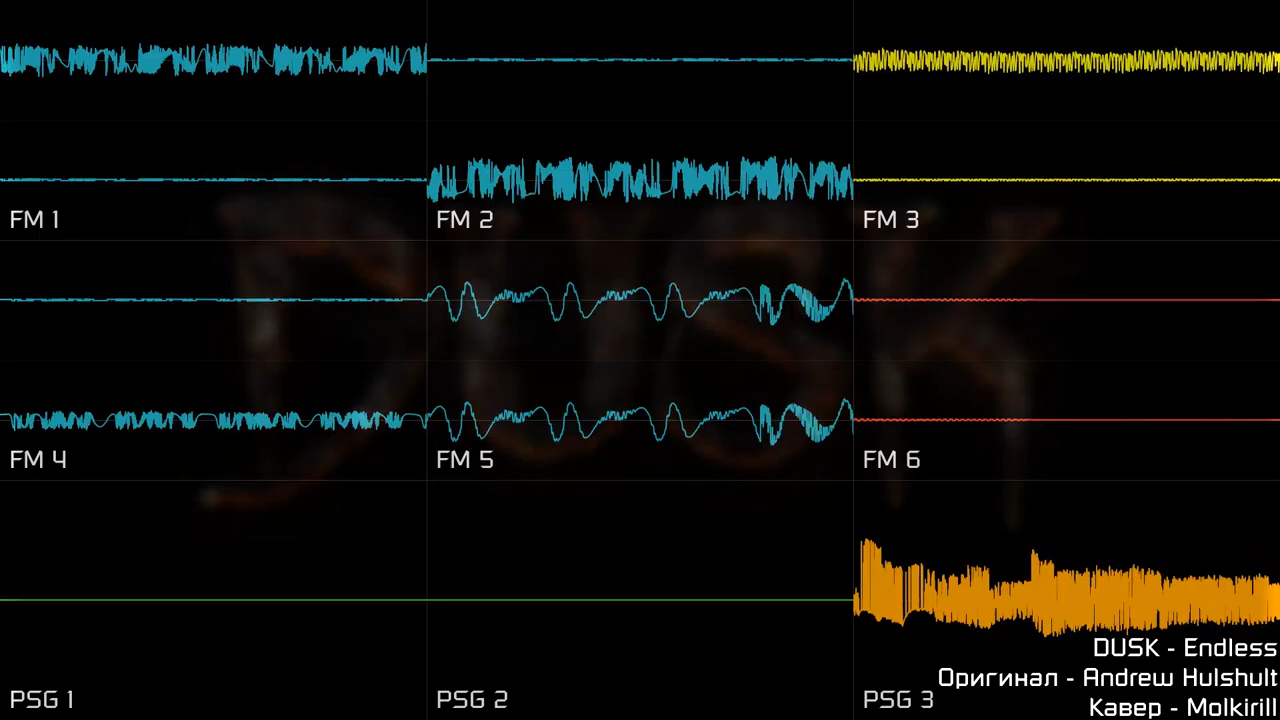 FM 1
FM 2
FM 3
DUSK
FM 4
FM 5
FM 6
PSG 1
PSG 2
PSG 3
DUSK - Endless
Оригинал - Andrew Hulshult
Кавер - Molkirill